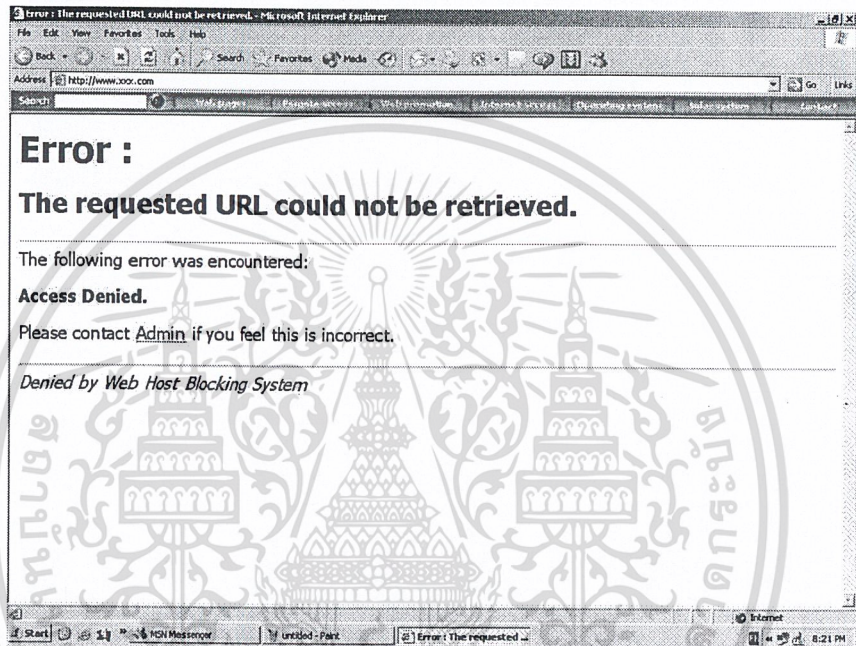 Error : The requested URL could not be retrieved. - Microsoft Internet Explorer
File Edit View Favorites Tools Help
Back Search Favorites Media
Address http://www.xxx.com Go Links
Search
Error :
The requested URL could not be retrieved.
The following error was encountered:
Access Denied.
Please contact Admin if you feel this is incorrect.
Denied by Web Host Blocking System
Internet
Start MSN Messenger untitled - Paint Error : The requested ... 8:21 PM